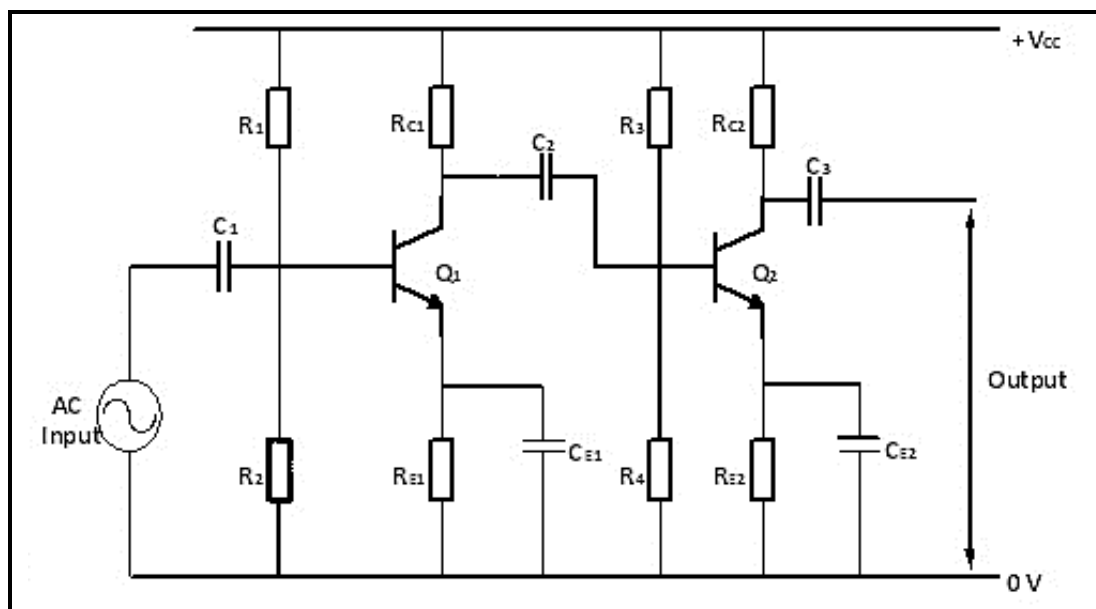 + Vcc
R1
RC1
R3
RC2
C2
C3
C1
Q1
Q2
AC
Input
Output
R2
RE1
CE1
R4
RE2
CE2
0 V